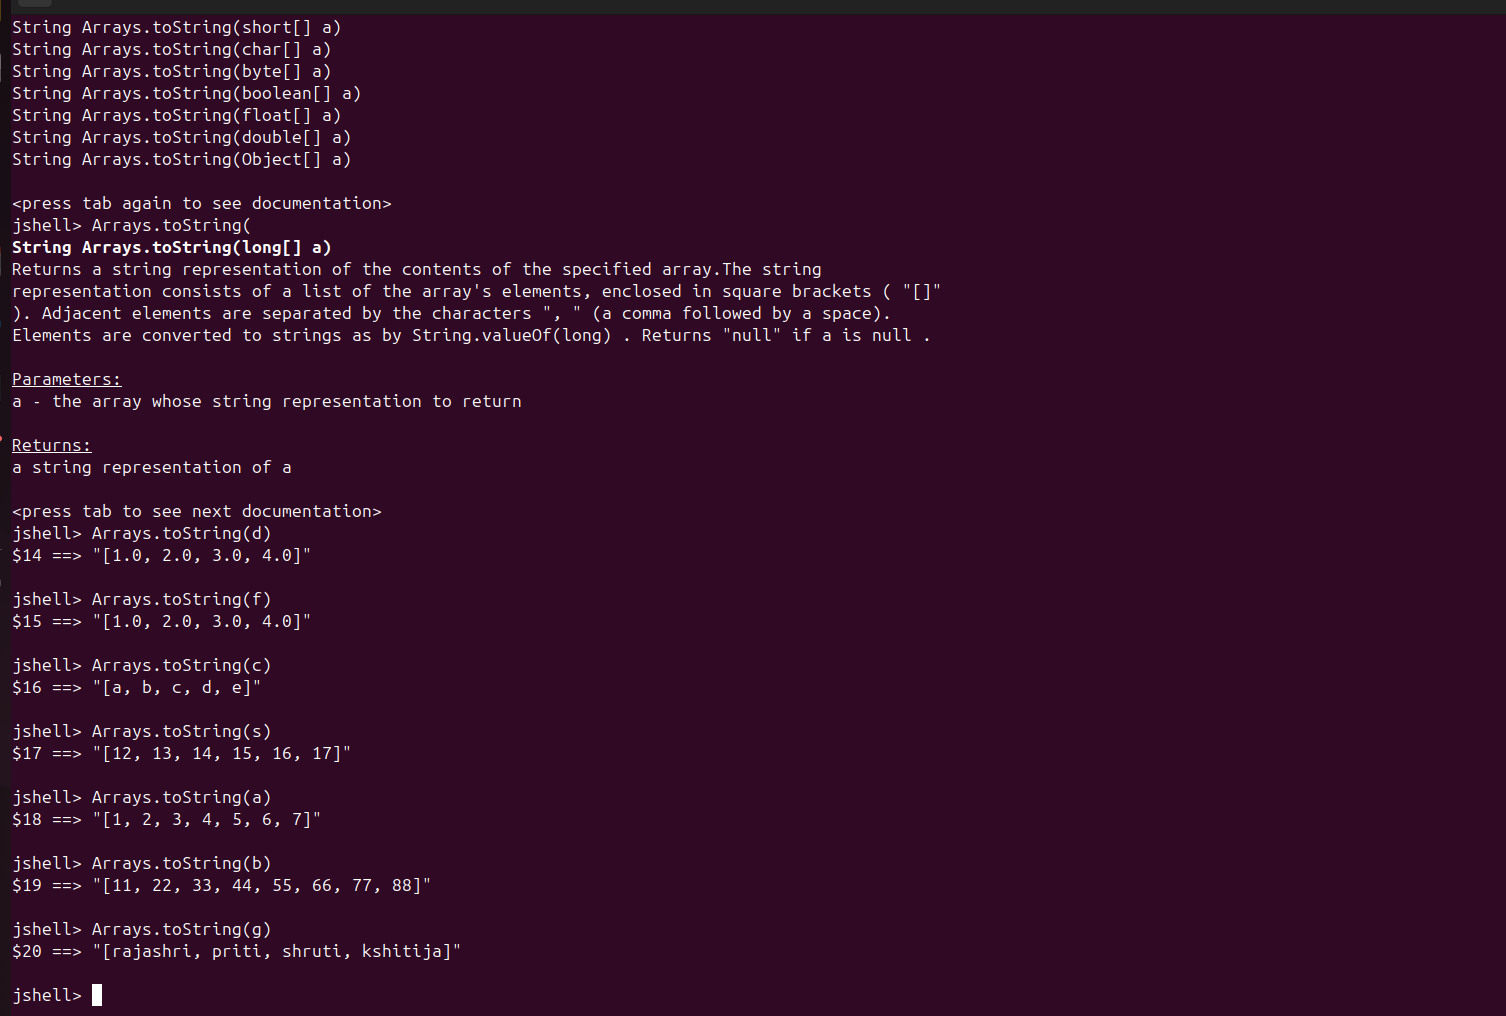 String Arrays.toString(short[] a)
String Arrays.toString(char[] a)
String Arrays.toString(byte[] a)
String Arrays.toString(boolean[] a)
String Arrays.toString(float[] a)
String Arrays.toString(double[] a)
String Arrays.toString(Object[] a)
<press tab again to see documentation>
jshell> Arrays.toString(
String Arrays.toString(long[] a)
Returns a string representation of the contents of the specified array.The string
representation consists of a list of the array's elements, enclosed in square brackets ( "[]"
). Adjacent elements are separated by the characters ", " (a comma followed by a space).
Elements are converted to strings as by String.valueOf(long) . Returns "null" if a is null .
Parameters:
a - the array whose string representation to return
Returns:
a string representation of a
<press tab to see next documentation>
jshell> Arrays.toString(d)
$14 ==> "[1.0, 2.0, 3.0, 4.0]"
jshell> Arrays.toString(f)
$15 ==> "[1.0, 2.0, 3.0, 4.0]"
jshell> Arrays.toString(c)
$16 ==> "[a, b, c, d, e]"
jshell> Arrays.toString(s)
$17 ==> "[12, 13, 14, 15, 16, 17]"
jshell> Arrays.toString(a)
$18 ==> "[1, 2, 3, 4, 5, 6, 7]"
jshell> Arrays.toString(b)
$19 ==> "[11, 22, 33, 44, 55, 66, 77, 88]"
jshell> Arrays.toString(g)
$20 ==> "[rajashri, priti, shruti, kshitija]"
jshell>